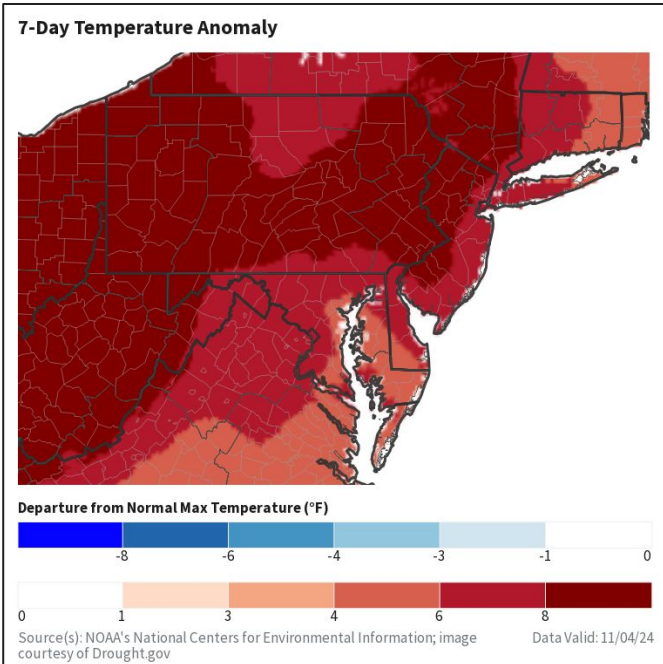 7-Day Temperature Anomaly
Departure from Normal Max Temperature (°F)
-8 -6 -4 -3 -1 0
0 1 3 4 6 8
Source(s): NOAA's National Centers for Environmental Information; image
courtesy of Drought.gov
Data Valid: 11/04/24